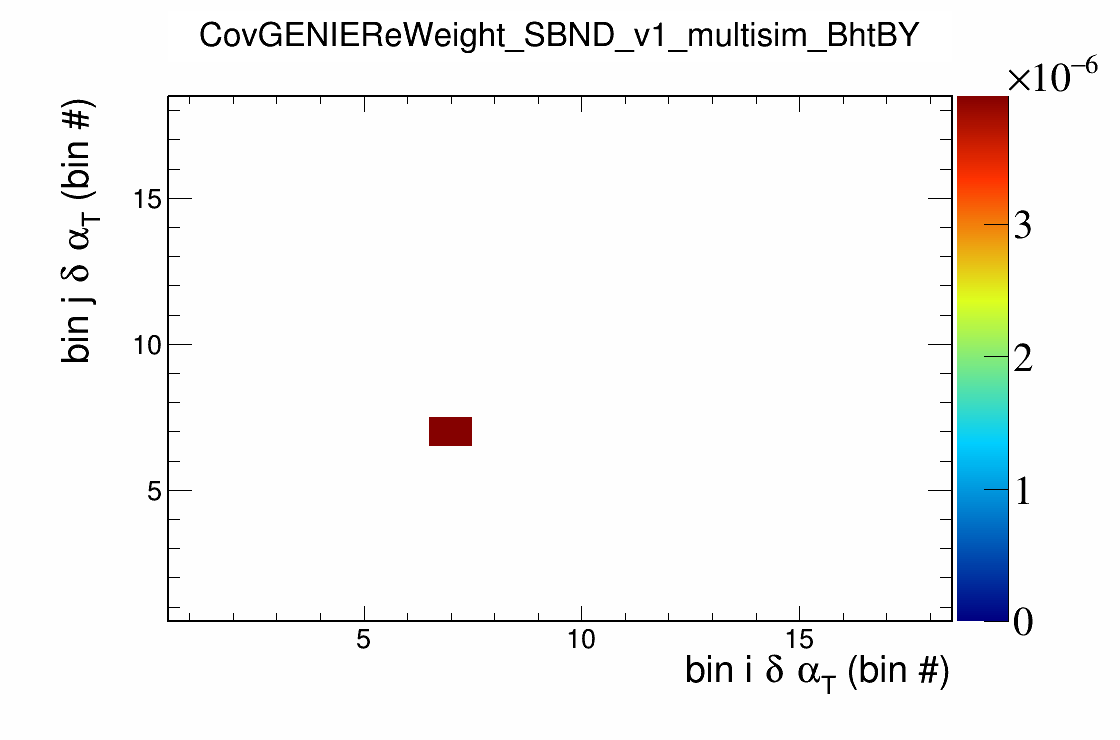 CovGENIEReWeight_SBND_v1_multisim_BhtBY
×10⁻⁶
bin j δ α_T (bin #)
15
10
5
3
2
1
0
5 10 15
bin i δ α_T (bin #)